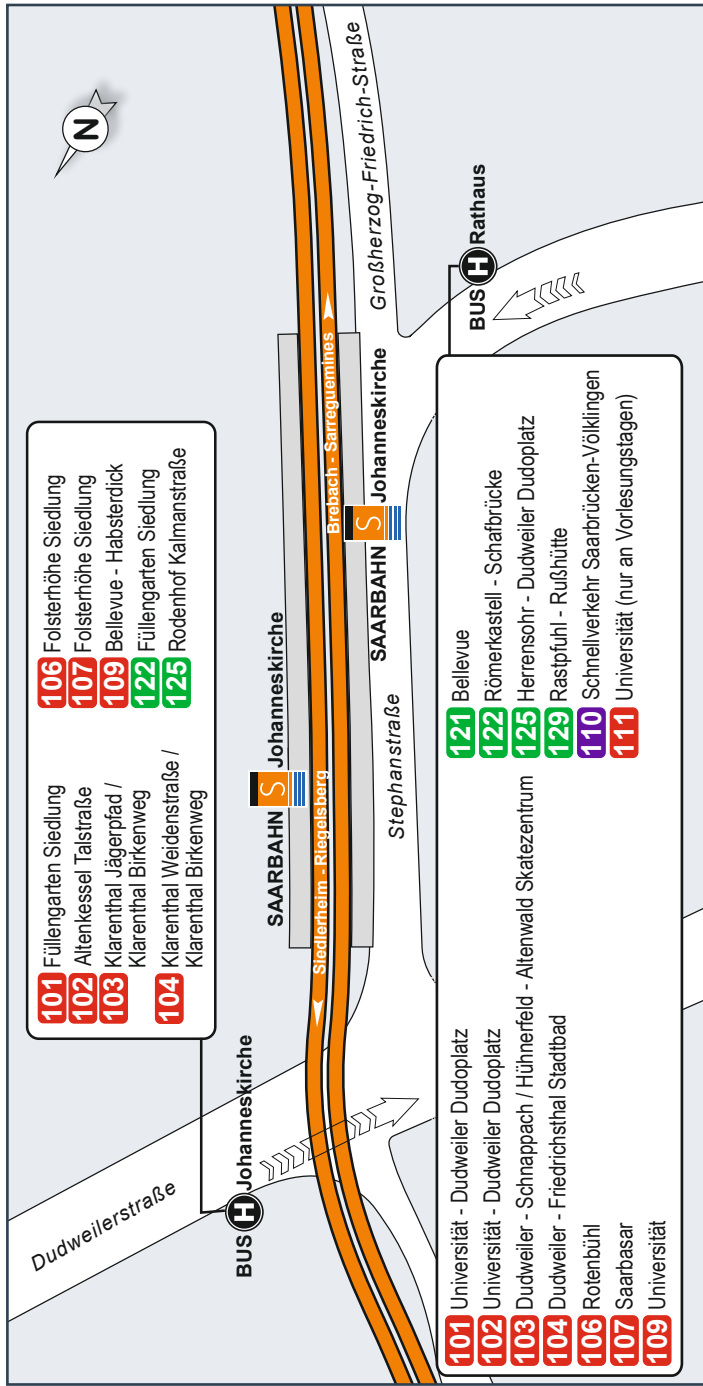 N
Großherzog-Friedrich-Straße
Dudweilerstraße
Stephanstraße
BUS H Johanneskirche
101 Füllengarten Siedlung
102 Altenkessel Talstraße
103 Klarenthal Jägerpfad /
Klarenthal Birkenweg
104 Klarenthal Weidenstraße /
Klarenthal Birkenweg
106 Folsterhöhe Siedlung
107 Folsterhöhe Siedlung
109 Bellevue - Habsterdick
122 Füllengarten Siedlung
125 Rodenhof Kalmanstraße
SAARBAHN S Johanneskirche
Siedlerheim - Riegelsberg
Brebach - Sarreguemines
SAARBAHN S Johanneskirche
BUS H Rathaus
101 Universität - Dudweiler Dudoplatz
102 Universität - Dudweiler Dudoplatz
103 Dudweiler - Schnappach / Hühnerfeld - Altenwald Skatezentrum
104 Dudweiler - Friedrichsthal Stadtbad
106 Rotenbühl
107 Saarbasar
109 Universität
121 Bellevue
122 Römerkastell - Schafbrücke
125 Herrensohr - Dudweiler Dudoplatz
129 Rastpfuhl - Rußhütte
110 Schnellverkehr Saarbrücken-Völklingen
111 Universität (nur an Vorlesungstagen)